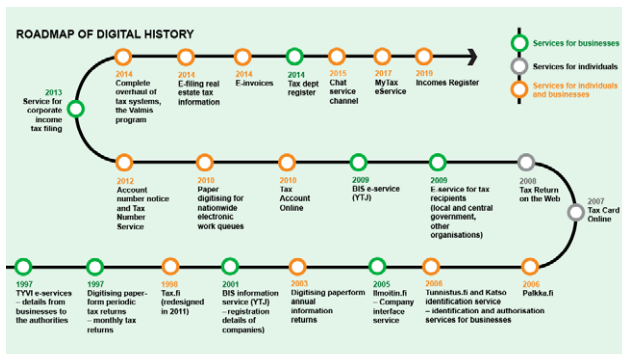 ROADMAP OF DIGITAL HISTORY
Services for businesses
Services for individuals
Services for individuals
and businesses
2014
Complete
overhaul of
tax systems,
the Valmis
program
2014
E-filing real
estate tax
information
2014
E-invoices
2014
Tax dept
register
2015
Chat
service
channel
2017
MyTax
eService
2019
Incomes Register
2013
Service for
corporate
income
tax filing
2012
Account
number notice
and Tax
Number
Service
2010
Paper
digitising for
nationwide
electronic
work queues
2010
Tax
Account
Online
2009
BIS e-service
(YTJ)
2009
E-service for tax
recipients
(local and central
government,
other
organisations)
2008
Tax Return
on the Web
2007
Tax Card
Online
1997
TYVI e-services
– details from
businesses to
the authorities
1997
Digitising paper-
form periodic
tax returns
– monthly tax
returns
1998
Tax.fi
(redesigned
in 2011)
2001
BIS information
service (YTJ)
– registration
details of
companies)
2003
Digitising paperform
annual
information
returns
2005
Ilmoitin.fi
– Company
interface
service
2006
Tunnistus.fi and Katso
identification service
– identification and authorisation
services for businesses
2006
Palkka.fi